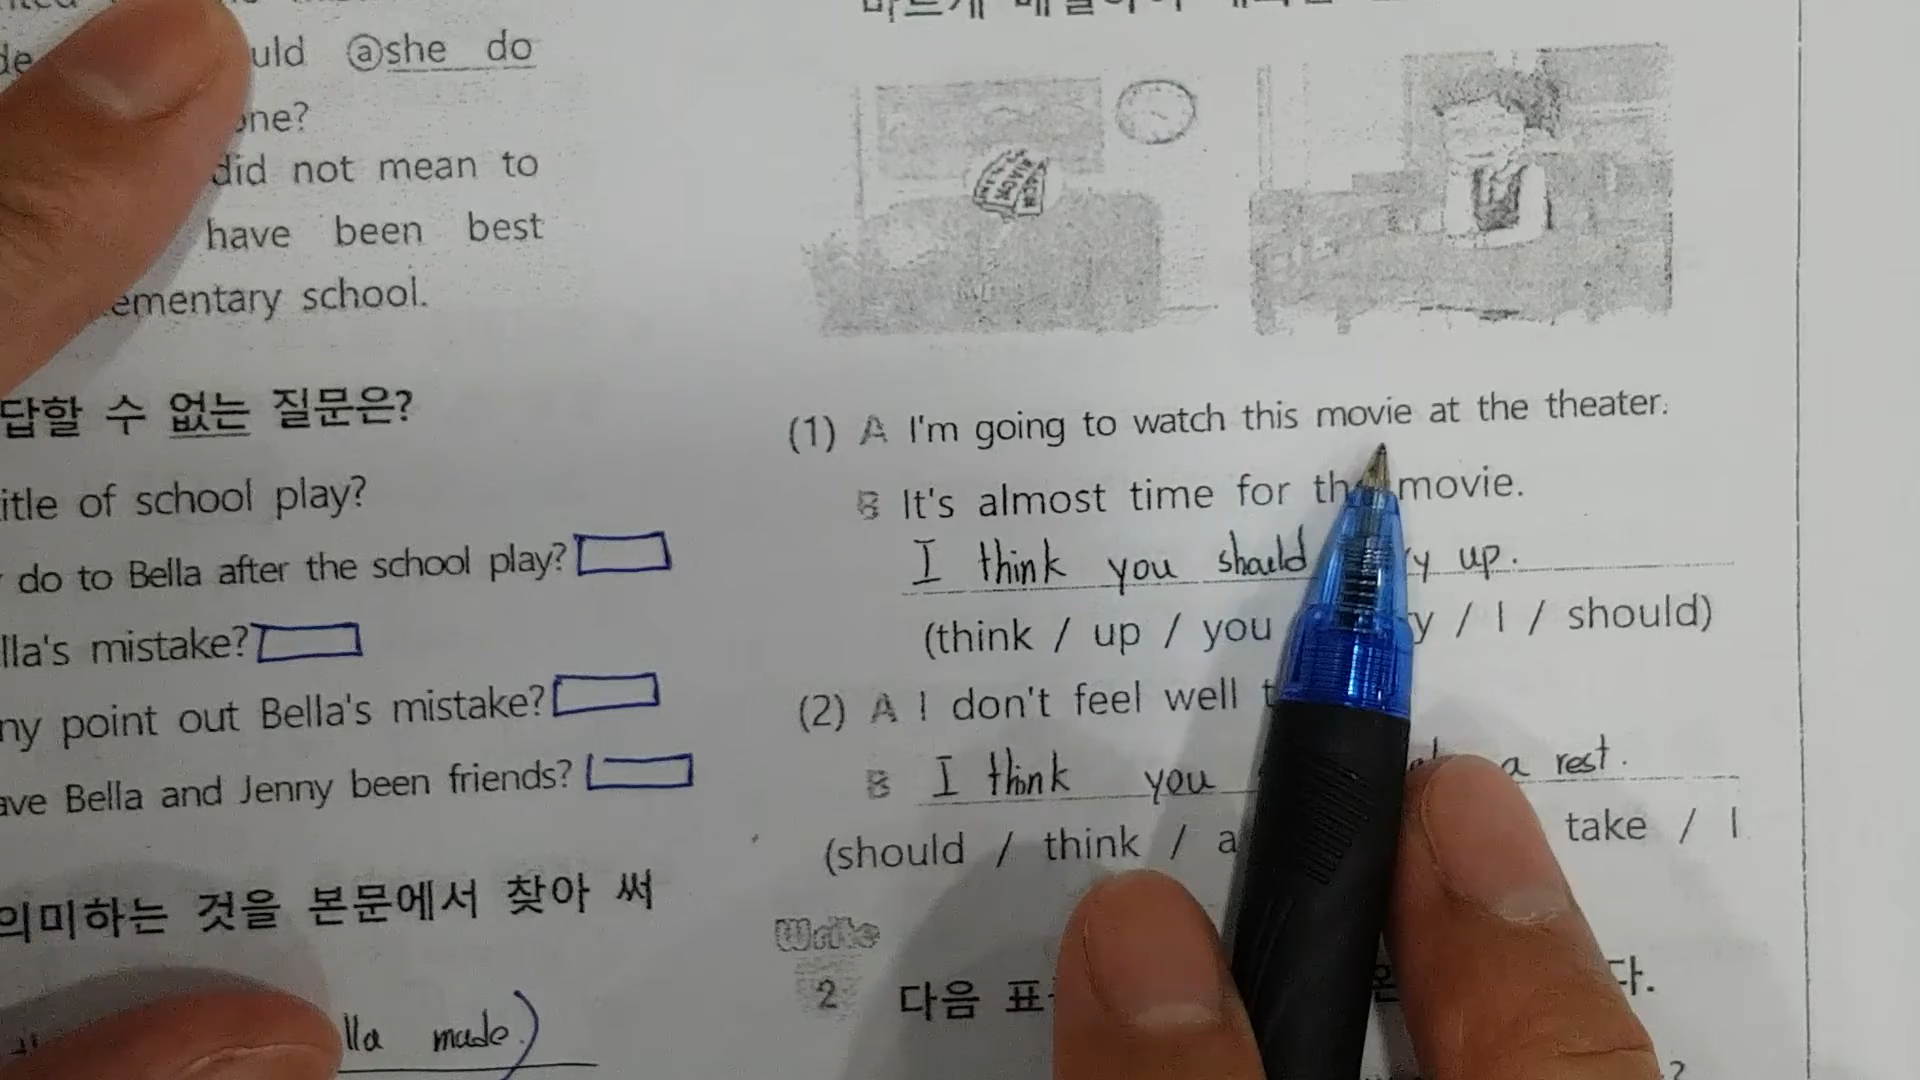 uld ⓐshe do
one?
did not mean to
have been best
ementary school.
답할 수 없는 질문은?
itle of school play?
do to Bella after the school play?
lla's mistake?
ny point out Bella's mistake?
ave Bella and Jenny been friends?
의미하는 것을 본문에서 찾아 써
lla made.)
(1) A I'm going to watch this movie at the theater.
B It's almost time for the movie.
I think you should y up.
(think / up / you y / I / should)
(2) A I don't feel well t
B I think you a rest.
(should / think / a take / I
Write
2 다음 표 다.